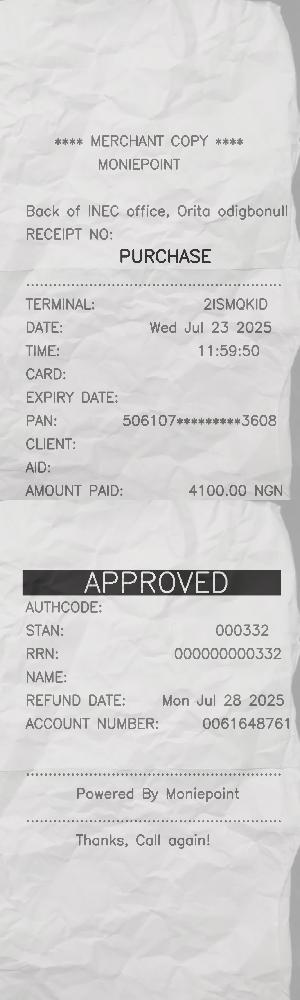 **** MERCHANT COPY ****
MONIEPOINT
Back of INEC office, Orita odigbonull
RECEIPT NO:
PURCHASE
TERMINAL: 2ISMQKID
DATE: Wed Jul 23 2025
TIME: 11:59:50
CARD:
EXPIRY DATE:
PAN: 506107*********3608
CLIENT:
AID:
AMOUNT PAID: 4100.00 NGN
APPROVED
AUTHCODE:
STAN: 000332
RRN: 000000000332
NAME:
REFUND DATE: Mon Jul 28 2025
ACCOUNT NUMBER: 0061648761
Powered By Moniepoint
Thanks, Call again!